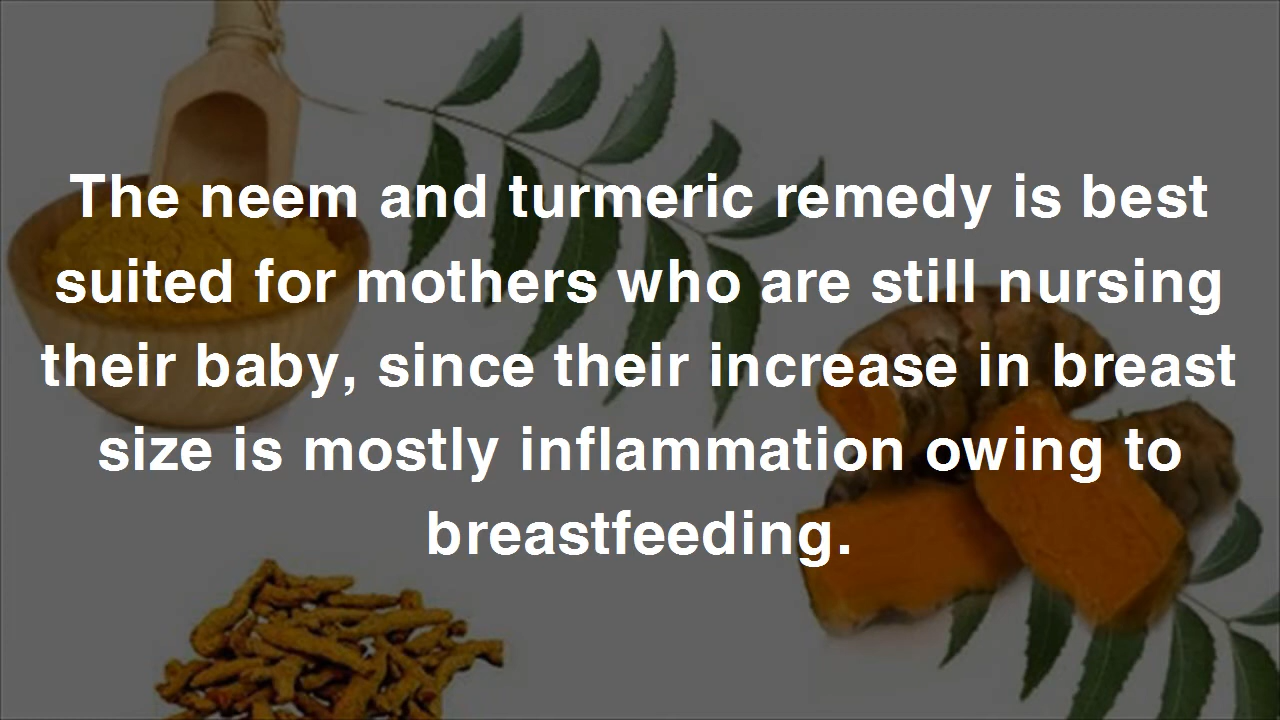 The neem and turmeric remedy is best
suited for mothers who are still nursing
their baby, since their increase in breast
size is mostly inflammation owing to
breastfeeding.